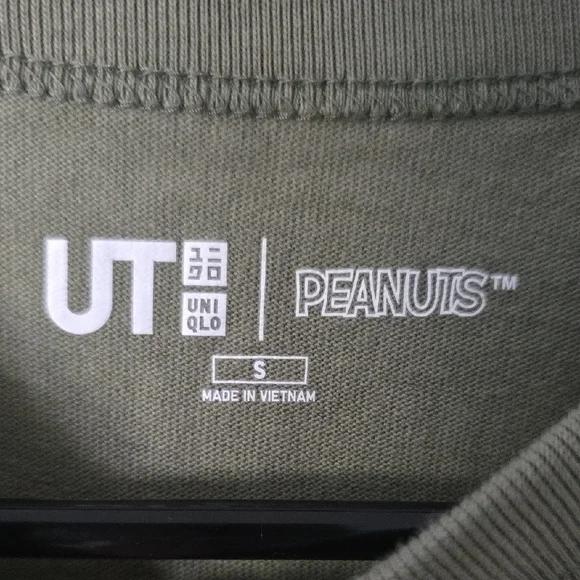 UT
ユニ
クロ
UNI
QLO
PEANUTS™
S
MADE IN VIETNAM